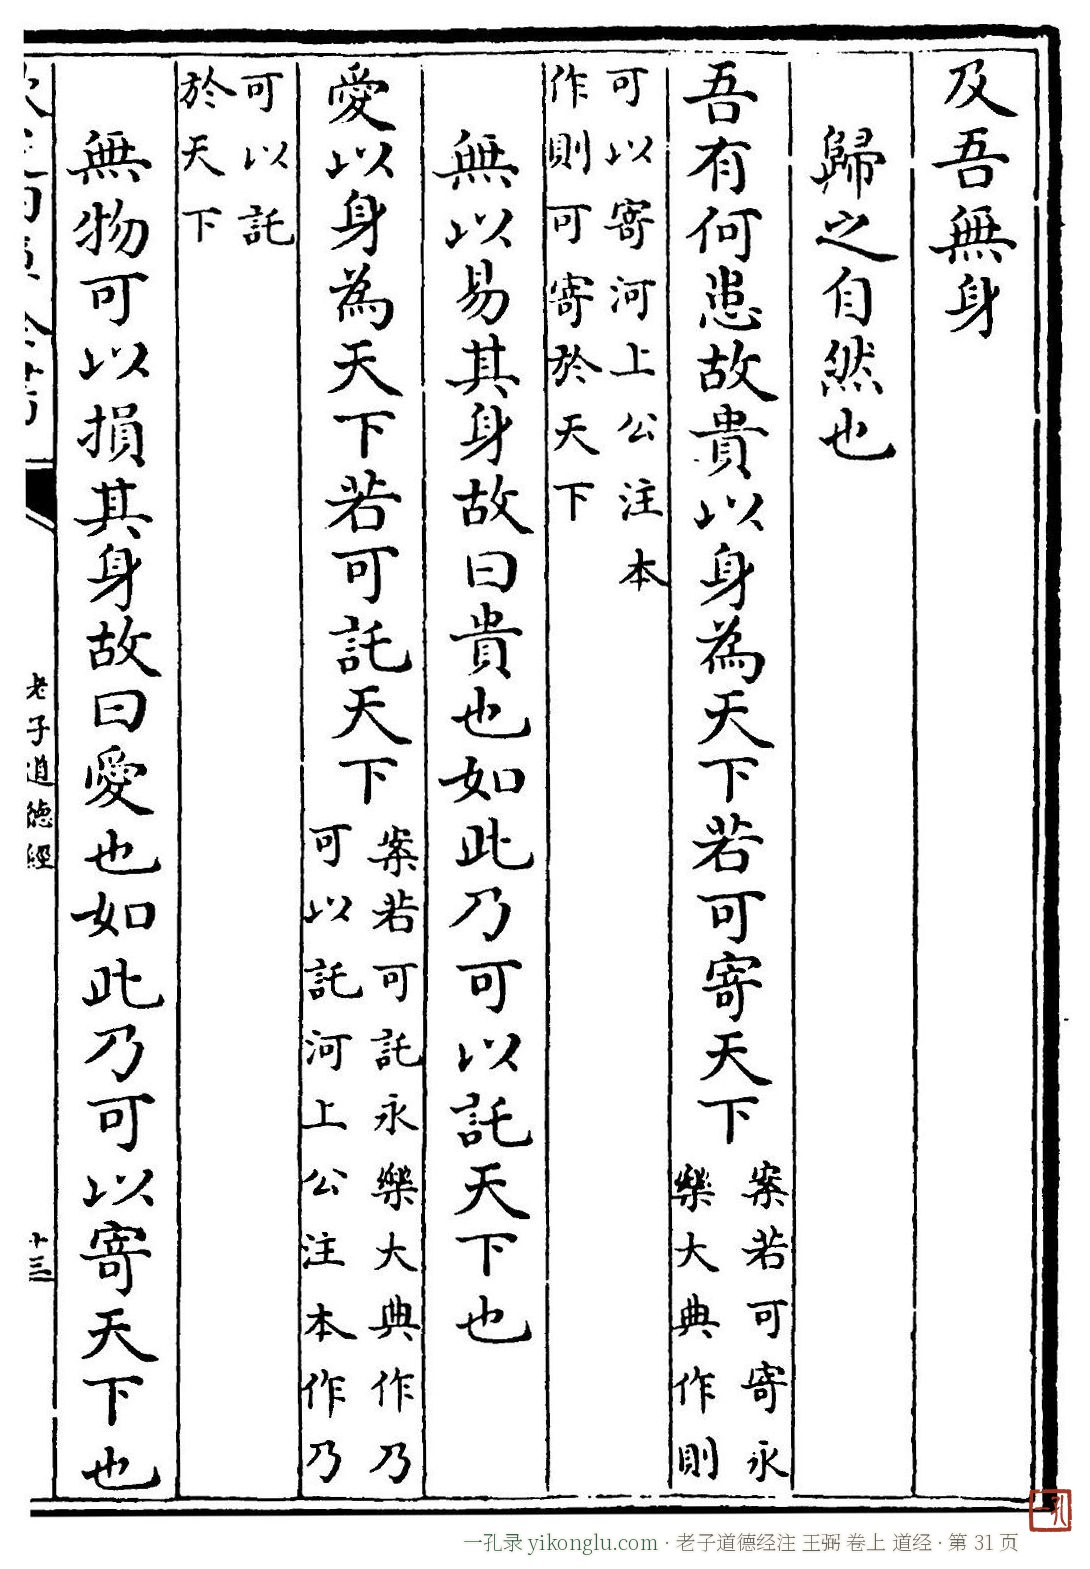 及吾無身
歸之自然也
吾有何患故貴以身為天下若可寄天下案若可寄永樂大典作則
可以寄河上公注本作則可寄於天下
無以易其身故曰貴也如此乃可以託天下也
愛以身為天下若可託天下案若可託永樂大典作乃可以託河上公注本作乃
可以託於天下
無物可以損其身故曰愛也如此乃可以寄天下也
老子道德經
十三
一孔
一孔录 yikonglu.com · 老子道德经注 王弼 卷上 道经 · 第 31 页